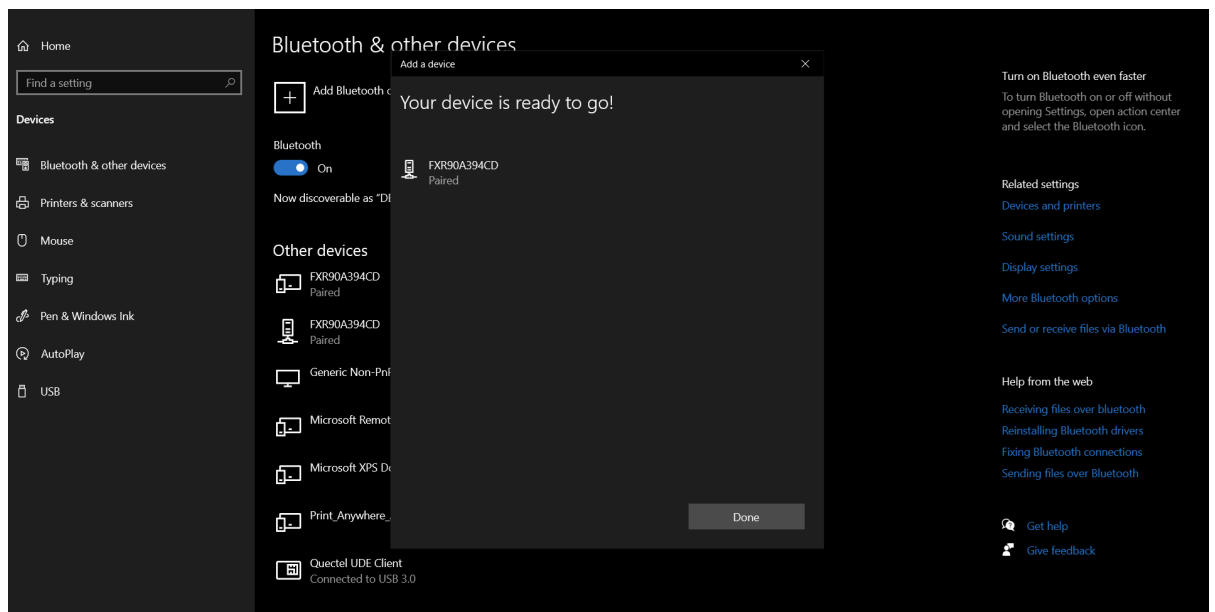 Home
Find a setting
Devices
Bluetooth & other devices
Printers & scanners
Mouse
Typing
Pen & Windows Ink
AutoPlay
USB
Bluetooth & other devices
Add Bluetooth
Bluetooth
On
Now discoverable as "DE
Other devices
FXR90A394CD
Paired
FXR90A394CD
Paired
Generic Non-PnP
Microsoft Remot
Microsoft XPS Do
Print_Anywhere_
Quectel UDE Client
Connected to USB 3.0
Add a device
Your device is ready to go!
FXR90A394CD
Paired
Done
Turn on Bluetooth even faster
To turn Bluetooth on or off without
opening Settings, open action center
and select the Bluetooth icon.
Related settings
Devices and printers
Sound settings
Display settings
More Bluetooth options
Send or receive files via Bluetooth
Help from the web
Receiving files over bluetooth
Reinstalling Bluetooth drivers
Fixing Bluetooth connections
Sending files over Bluetooth
Get help
Give feedback